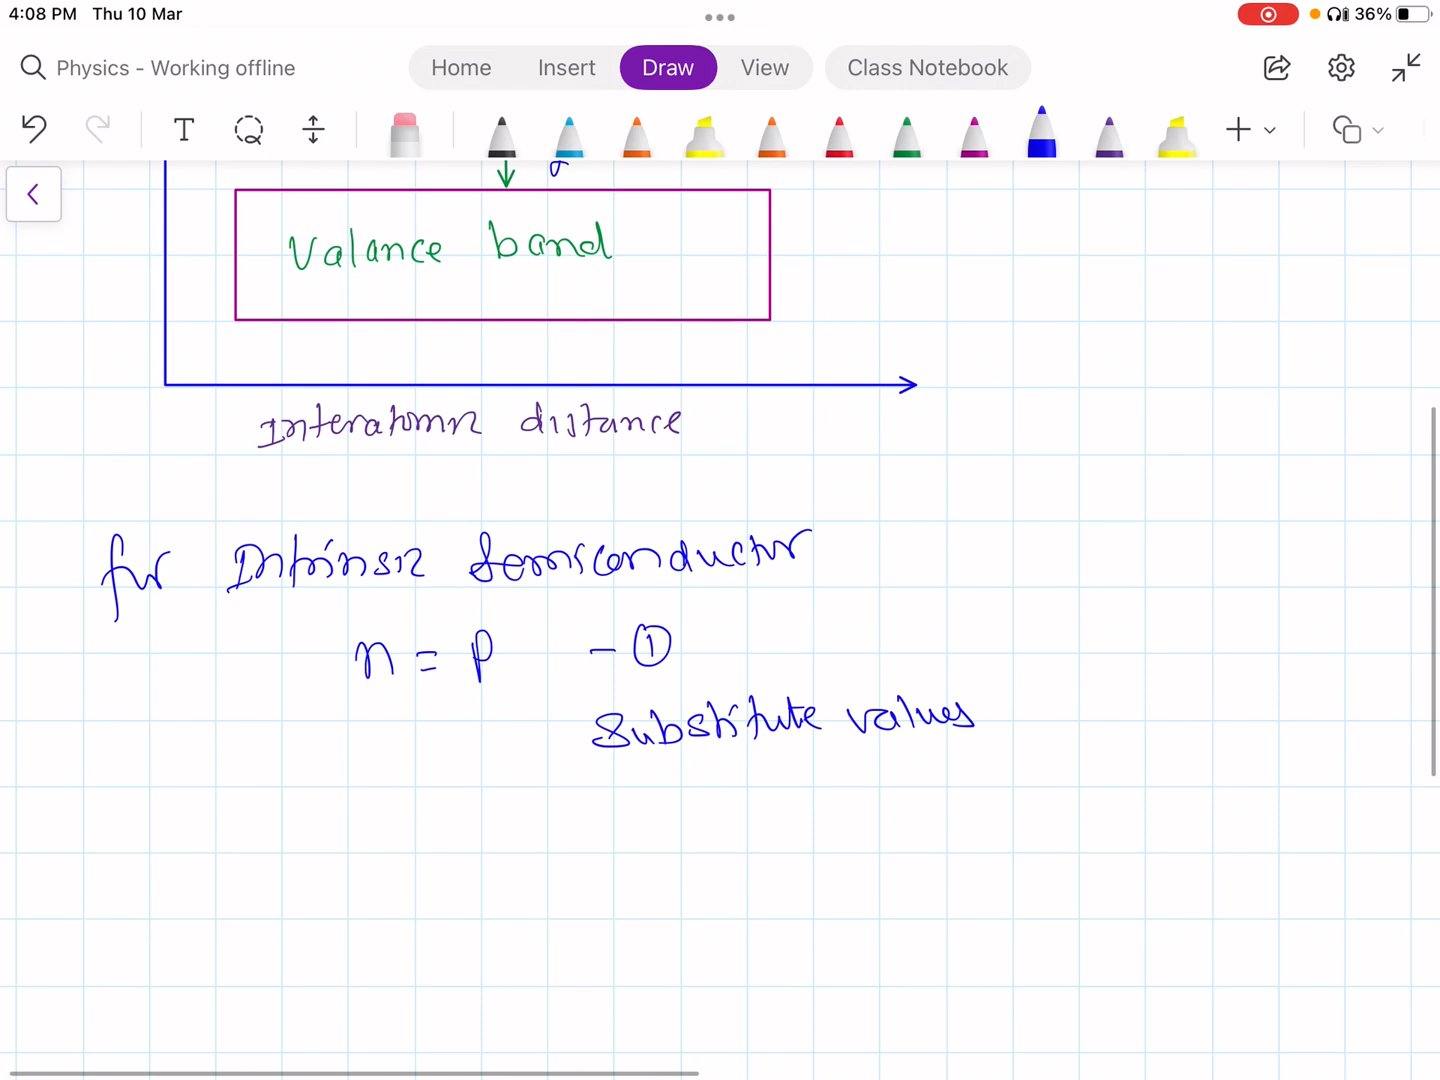 4:08 PM Thu 10 Mar 36%
Physics - Working offline Home Insert Draw View Class Notebook
T
Valance band
Interatomic distance
for Intrinsic Semiconductor
n = p - ①
Substitute values